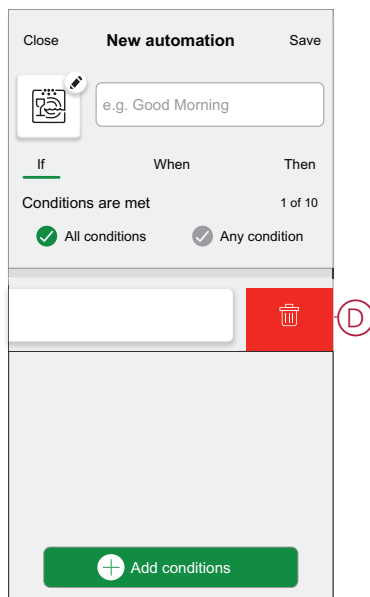 Close New automation Save
e.g. Good Morning
If When Then
Conditions are met 1 of 10
All conditions Any condition
D
Add conditions